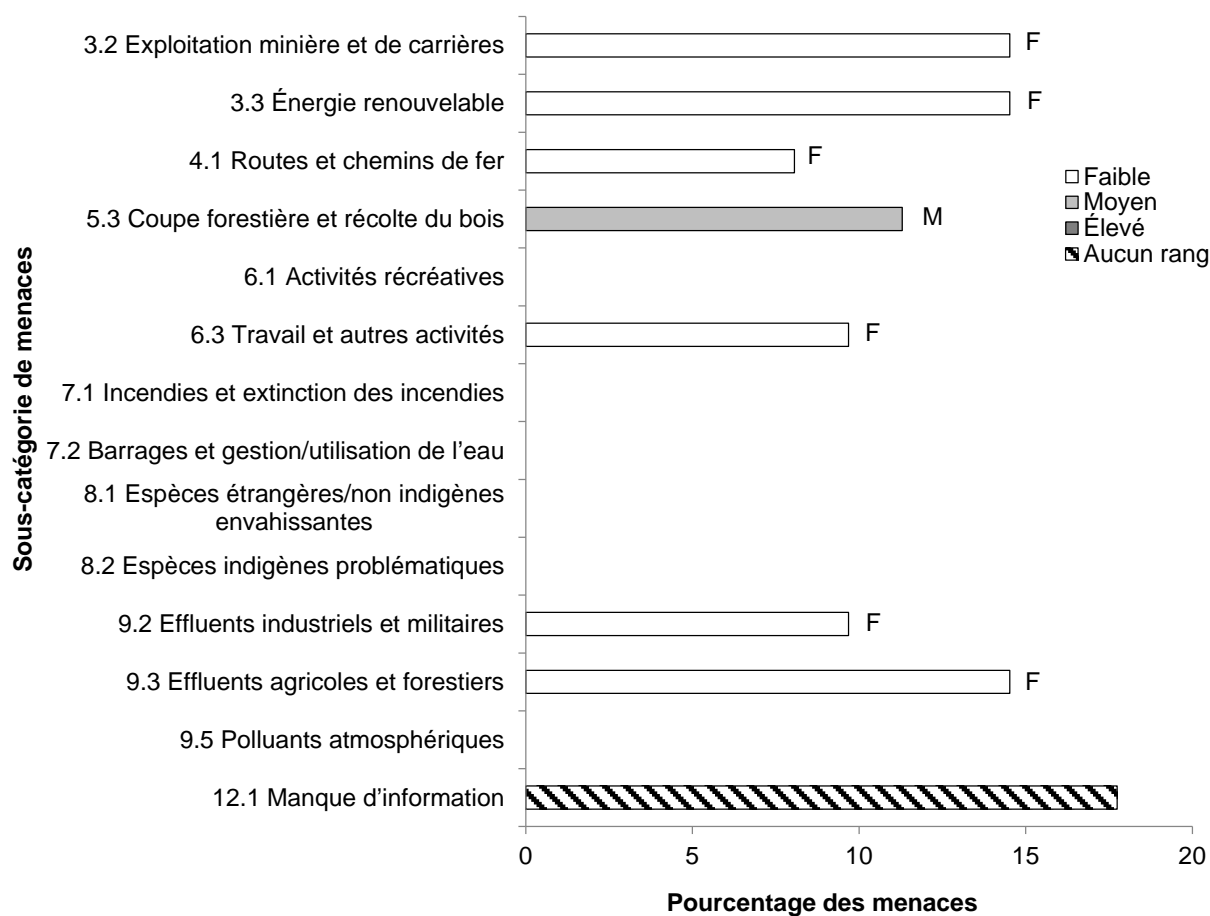 Sous-catégorie de menaces
3.2 Exploitation minière et de carrières
F
3.3 Énergie renouvelable
F
4.1 Routes et chemins de fer
F
5.3 Coupe forestière et récolte du bois
M
6.1 Activités récréatives
6.3 Travail et autres activités
F
7.1 Incendies et extinction des incendies
7.2 Barrages et gestion/utilisation de l’eau
8.1 Espèces étrangères/non indigènes
envahissantes
8.2 Espèces indigènes problématiques
9.2 Effluents industriels et militaires
F
9.3 Effluents agricoles et forestiers
F
9.5 Polluants atmosphériques
12.1 Manque d’information
Faible
Moyen
Élevé
Aucun rang
0 5 10 15 20
Pourcentage des menaces